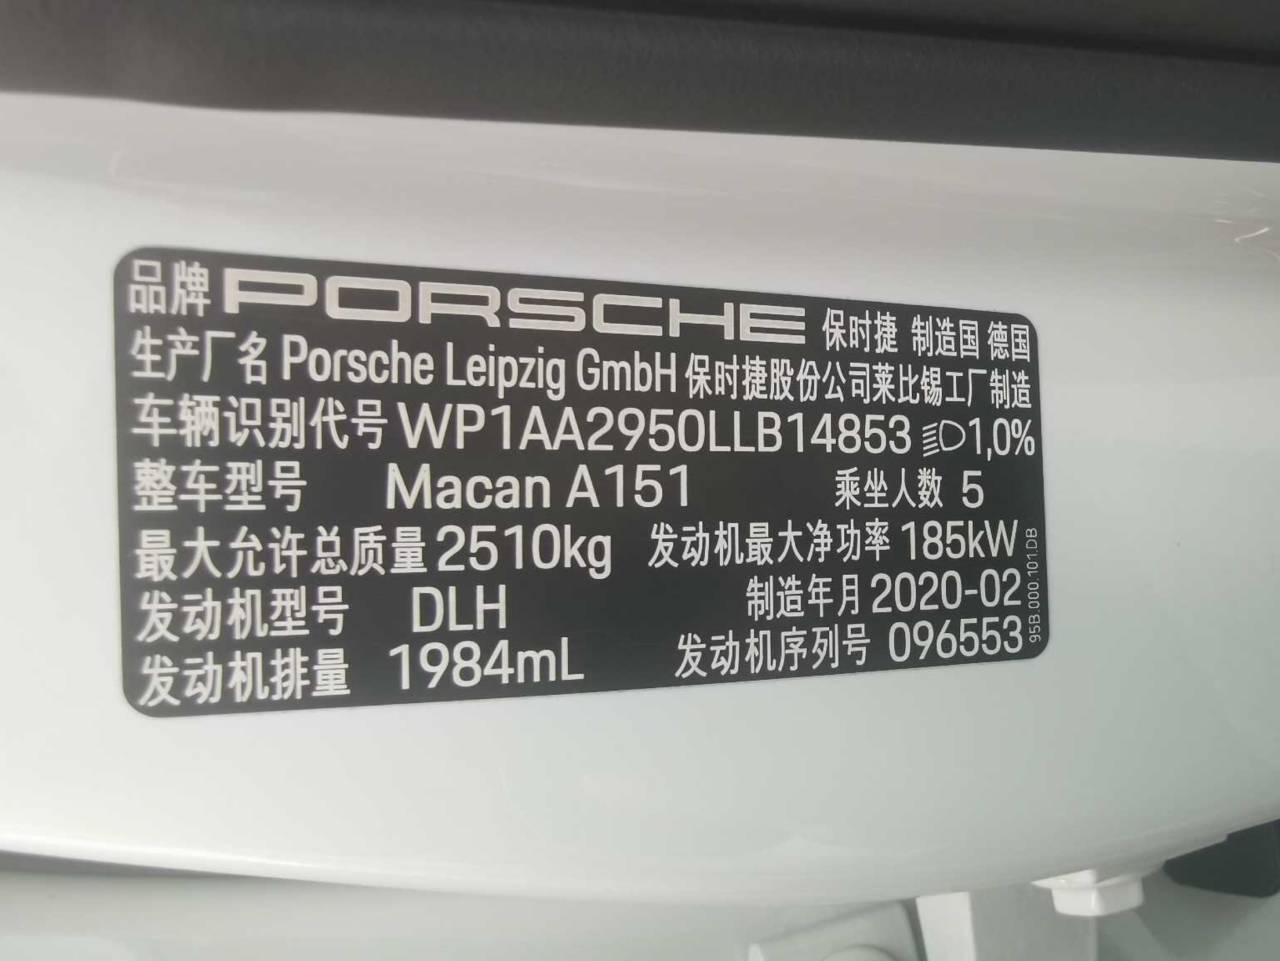 品牌 PORSCHE 保时捷 制造国 德国
生产厂名 Porsche Leipzig GmbH 保时捷股份公司莱比锡工厂制造
车辆识别代号 WP1AA2950LLB14853 1,0%
整车型号 Macan A151 乘坐人数 5
最大允许总质量 2510kg 发动机最大净功率 185kW
发动机型号 DLH 制造年月 2020-02
发动机排量 1984mL 发动机序列号 096553
95B.000.101.DB